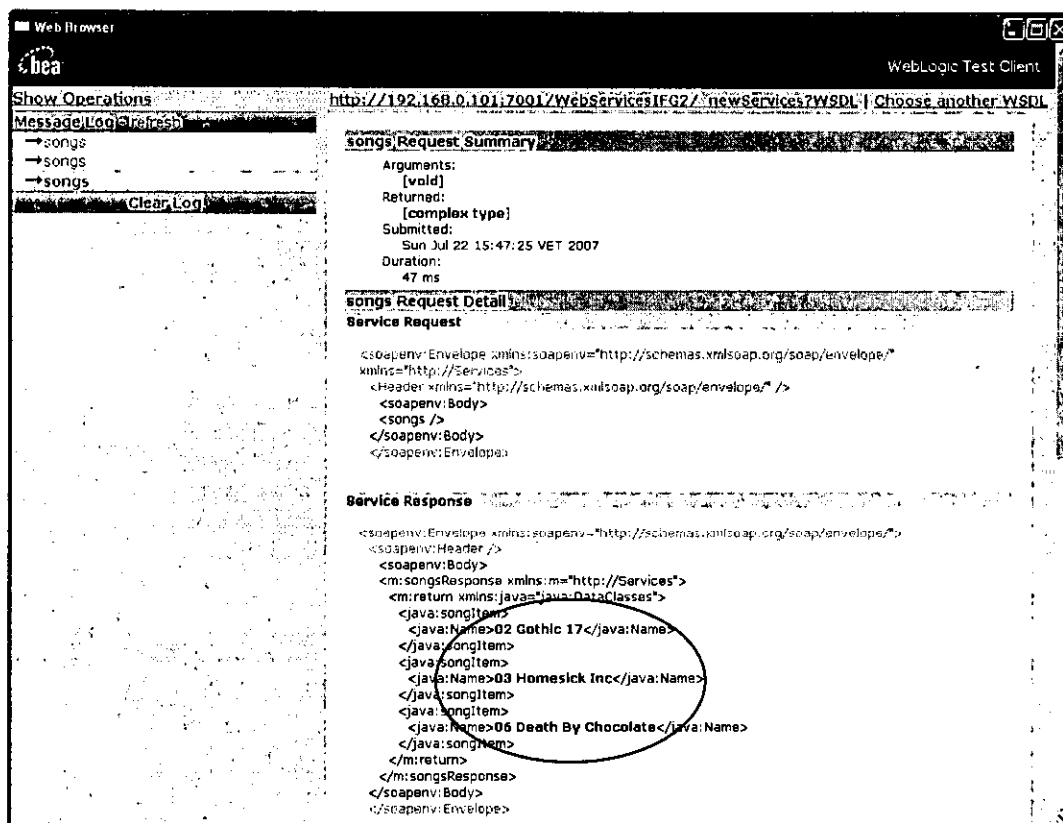 Web Browser
bea
WebLogic Test Client
Show Operations
http://192.168.0.101:7001/WebServicesIFG2/_newServices?WSDL | Choose another WSDL
Message Log refresh
→songs
→songs
→songs
Clear Log
songs Request Summary
Arguments:
[void]
Returned:
[complex type]
Submitted:
Sun Jul 22 15:47:25 VET 2007
Duration:
47 ms
songs Request Detail
Service Request
<soapenv:Envelope xmlns:soapenv="http://schemas.xmlsoap.org/soap/envelope/"
xmlns="http://Services">
<Header xmlns="http://schemas.xmlsoap.org/soap/envelope/" />
<soapenv:Body>
<songs />
</soapenv:Body>
</soapenv:Envelope>
Service Response
<soapenv:Envelope xmlns:soapenv="http://schemas.xmlsoap.org/soap/envelope/">
<soapenv:Header />
<soapenv:Body>
<m:songsResponse xmlns:m="http://Services">
<m:return xmlns:java="java:DataClasses">
<java:songItem>
<java:Name>02 Gothic 17</java:Name>
</java:songItem>
<java:songItem>
<java:Name>03 Homesick Inc</java:Name>
</java:songItem>
<java:songItem>
<java:Name>06 Death By Chocolate</java:Name>
</java:songItem>
</m:return>
</m:songsResponse>
</soapenv:Body>
</soapenv:Envelope>